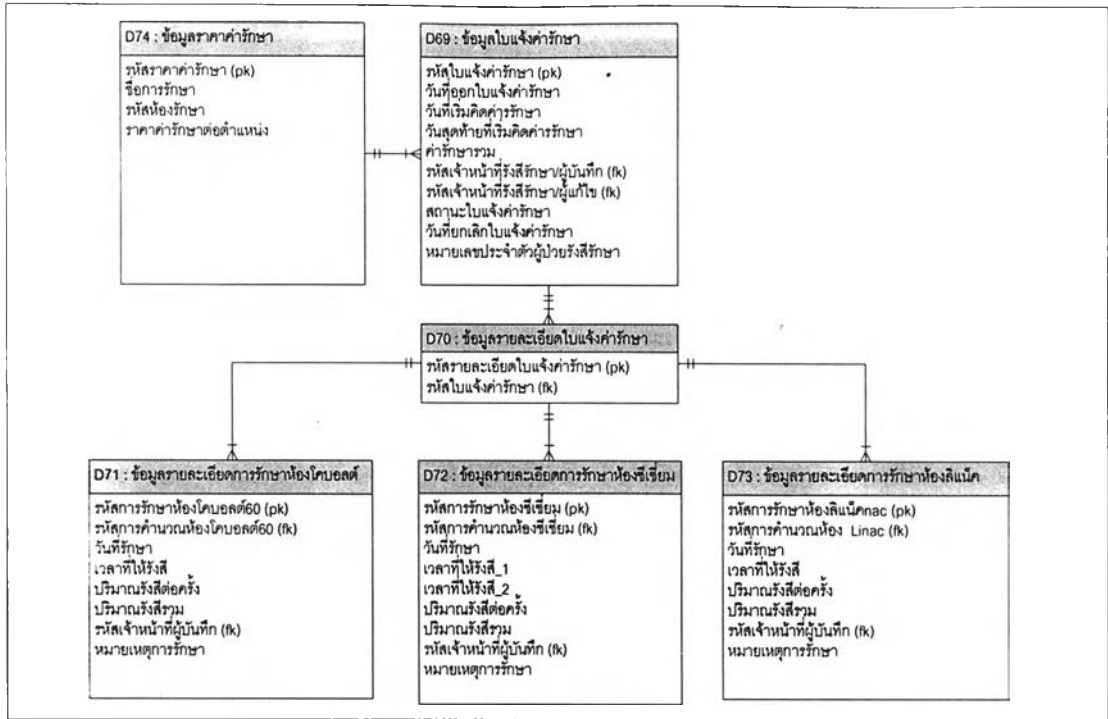 D74 : ข้อมูลราคาค่ารักษา
รหัสราคาค่ารักษา (pk)
ชื่อการรักษา
รหัสห้องรักษา
ราคาค่ารักษาต่อตำแหน่ง
D69 : ข้อมูลใบแจ้งค่ารักษา
รหัสใบแจ้งค่ารักษา (pk)
วันที่ออกใบแจ้งค่ารักษา
วันที่เริ่มคิดค่ารรักษา
วันสุดท้ายที่เริ่มคิดค่ารรักษา
ค่ารักษารวม
รหัสเจ้าหน้าที่รังสีรักษา/ผู้บันทึก (fk)
รหัสเจ้าหน้าที่รังสีรักษา/ผู้แก้ไข (fk)
สถานะใบแจ้งค่ารักษา
วันที่ยกเลิกใบแจ้งค่ารักษา
หมายเลขประจำตัวผู้ป่วยรังสีรักษา
D70 : ข้อมูลรายละเอียดใบแจ้งค่ารักษา
รหัสรายละเอียดใบแจ้งค่ารักษา (pk)
รหัสใบแจ้งค่ารักษา (fk)
D71 : ข้อมูลรายละเอียดการรักษาห้องโคบอลต์
รหัสการรักษาห้องโคบอลต์60 (pk)
รหัสการคำนวณห้องโคบอลต์60 (fk)
วันที่รักษา
เวลาที่ให้รังสี
ปริมาณรังสีต่อครั้ง
ปริมาณรังสีรวม
รหัสเจ้าหน้าที่ผู้บันทึก (fk)
หมายเหตุการรักษา
D72 : ข้อมูลรายละเอียดการรักษาห้องซีเซี่ยม
รหัสการรักษาห้องซีเซี่ยม (pk)
รหัสการคำนวณห้องซีเซี่ยม (fk)
วันที่รักษา
เวลาที่ให้รังสี_1
เวลาที่ให้รังสี_2
ปริมาณรังสีต่อครั้ง
ปริมาณรังสีรวม
รหัสเจ้าหน้าที่ผู้บันทึก (fk)
หมายเหตุการรักษา
D73 : ข้อมูลรายละเอียดการรักษาห้องลิแน็ค
รหัสการรักษาห้องลิแน็คnac (pk)
รหัสการคำนวณห้อง Linac (fk)
วันที่รักษา
เวลาที่ให้รังสี
ปริมาณรังสีต่อครั้ง
ปริมาณรังสีรวม
รหัสเจ้าหน้าที่ผู้บันทึก (fk)
หมายเหตุการรักษา